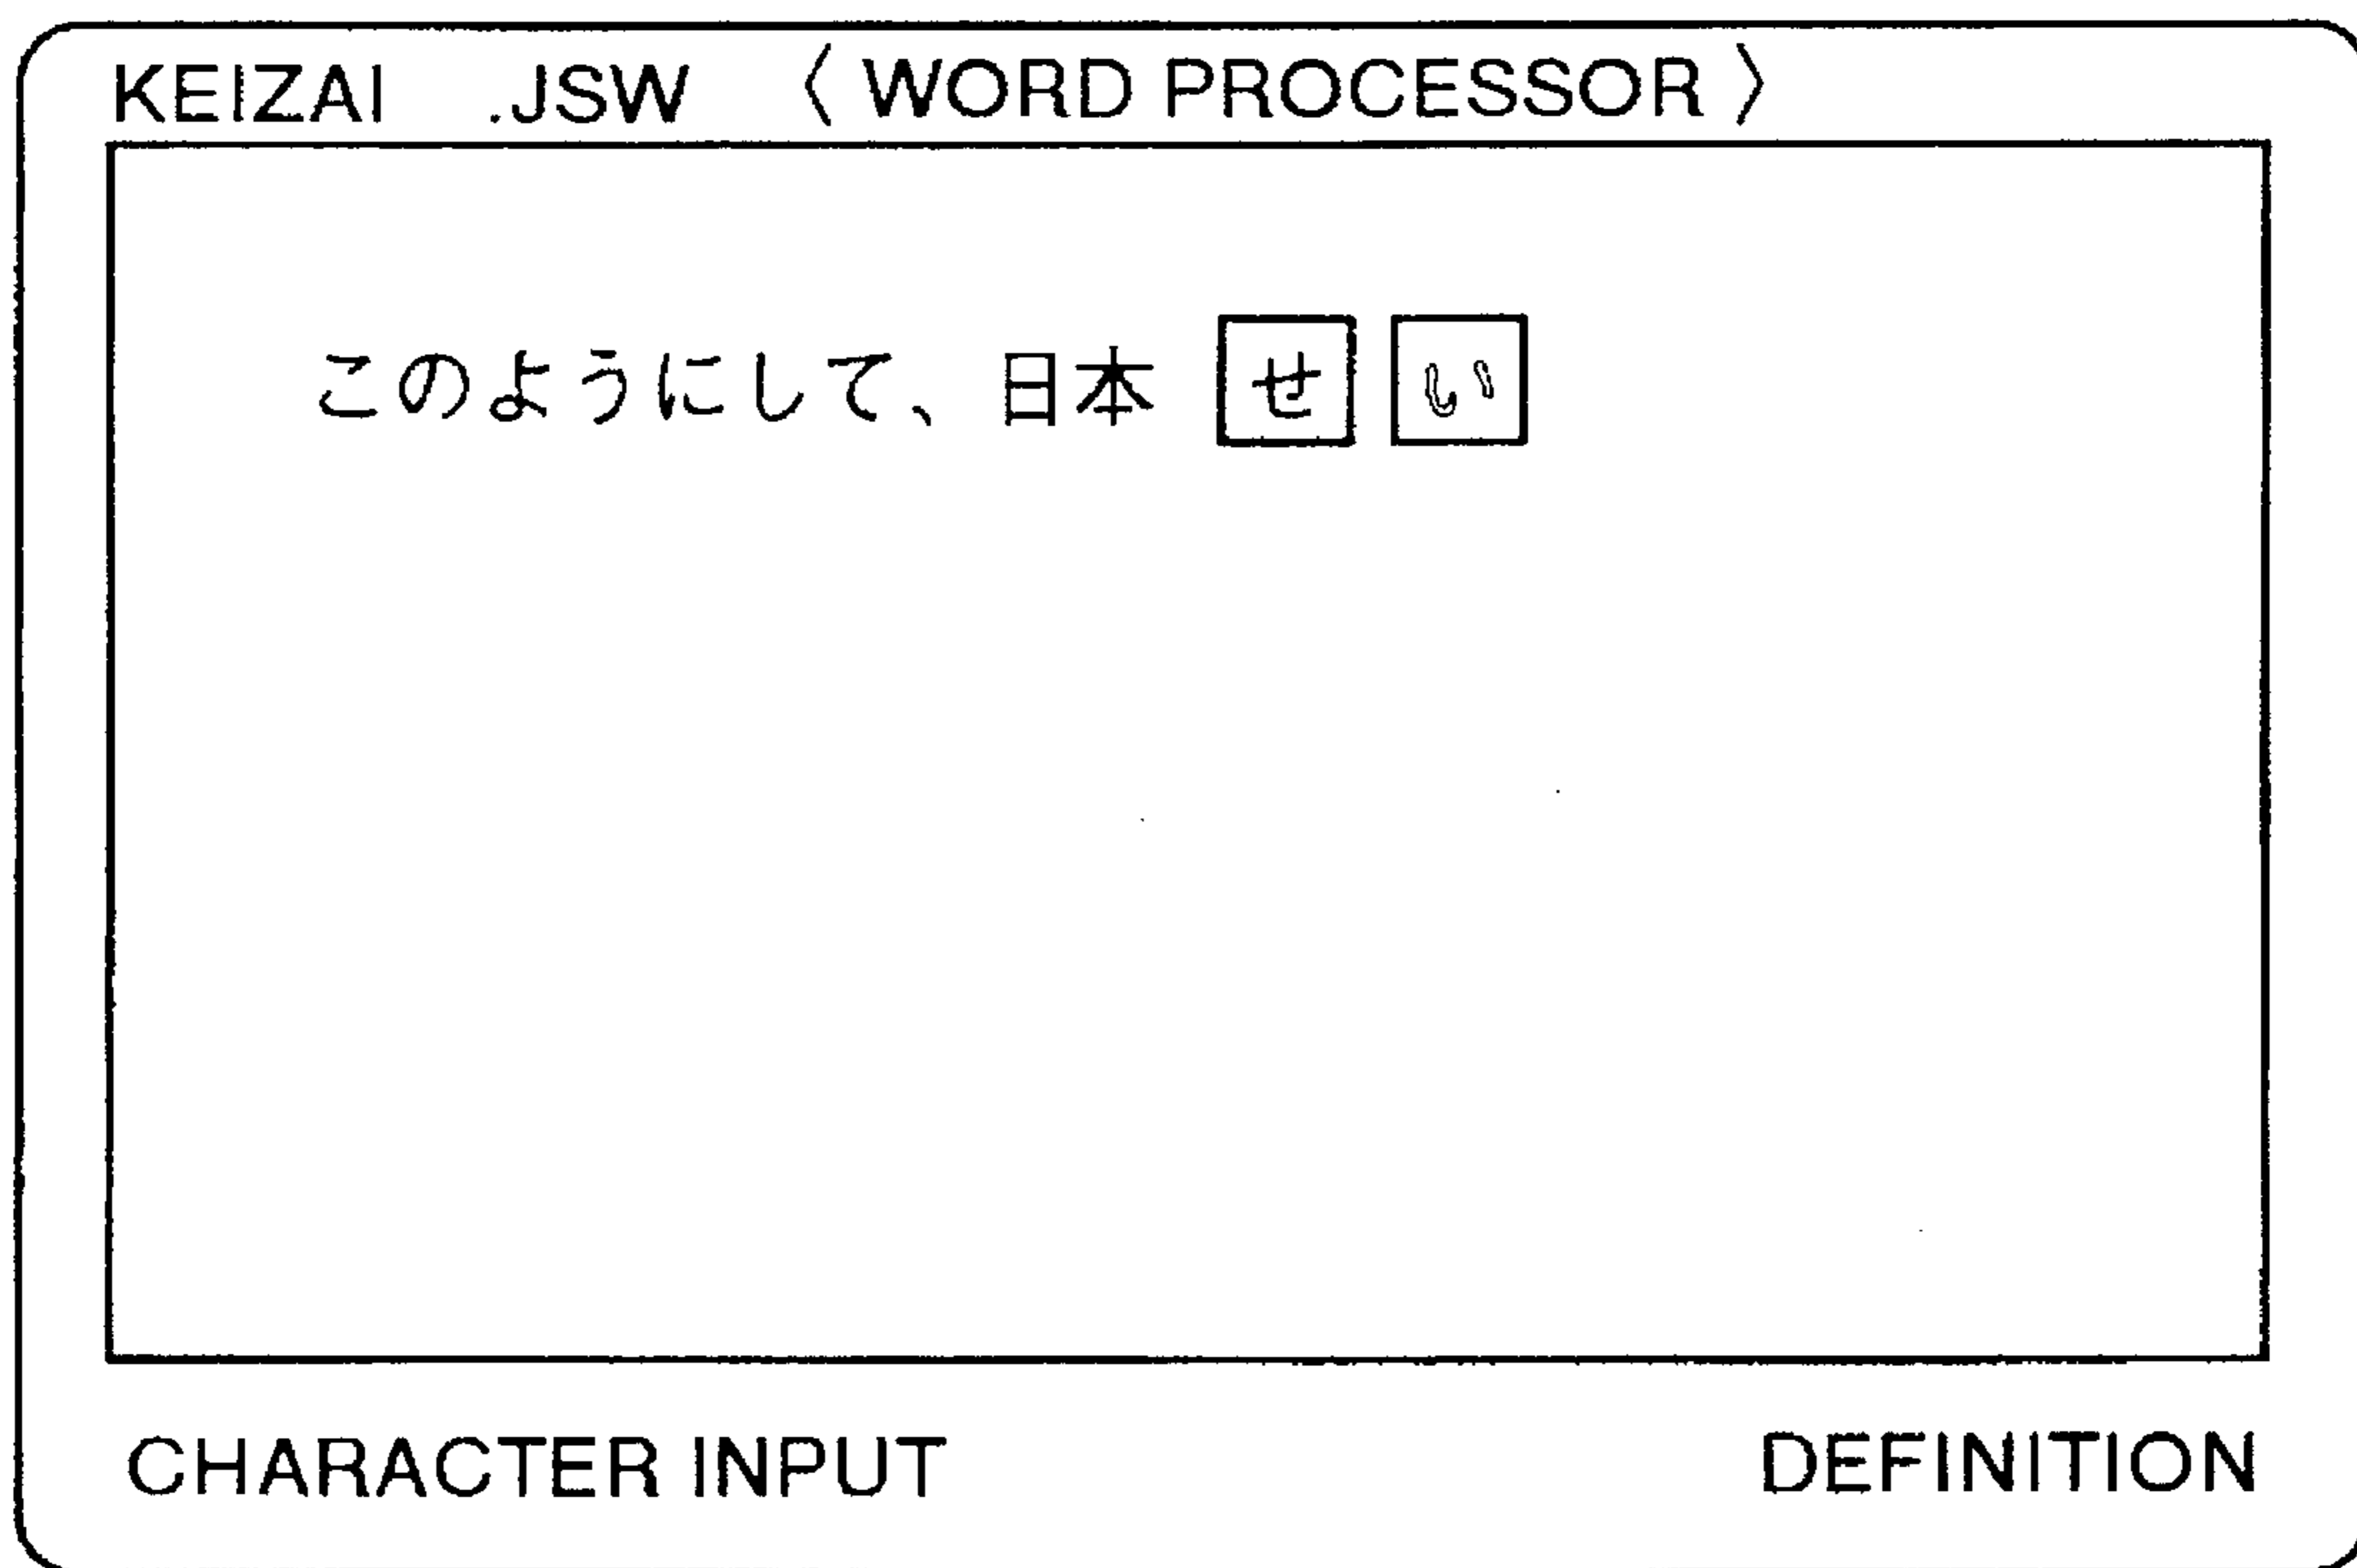 KEIZAI .JSW 〈 WORD PROCESSOR 〉
このようにして、日本 せ い
CHARACTER INPUT DEFINITION